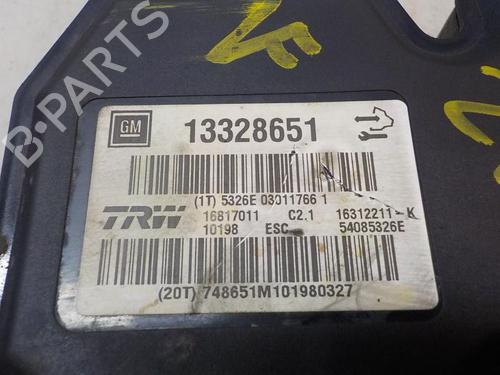 GM 13328651
(1T) 5326E 03011766 1
TRW 16817011 C2.1 16312211-K
10198 ESC 54085326E
(20T) 748651M101980327
B-PARTS